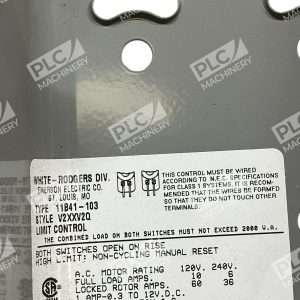 PLC MACHINERY
WHITE-RODGERS DIV.
EMERSON ELECTRIC CO.
ST. LOUIS, MO
TYPE 11B41-103
STYLE V2XXV2Q
LIMIT CONTROL
THIS CONTROL MUST BE WIRED
ACCORDING TO N.E.C. SPECIFICATIONS
FOR CLASS 1 SYSTEMS. IT IS RECOM-
MENDED THAT WIRES BE FORMED
SO THAT THEY DO NOT TOUCH OTHER
TERMINALS.
THE COMBINED LOAD ON BOTH SWITCHES MUST NOT EXCEED 2000 V.A.
BOTH SWITCHES OPEN ON RISE
HIGH LIMIT: NON-CYCLING MANUAL RESET
A.C. MOTOR RATING 120V. 240V.
FULL LOAD AMPS. 10 6
LOCKED ROTOR AMPS. 60 36
1 AMP-0.3 TO 12V.D.C.